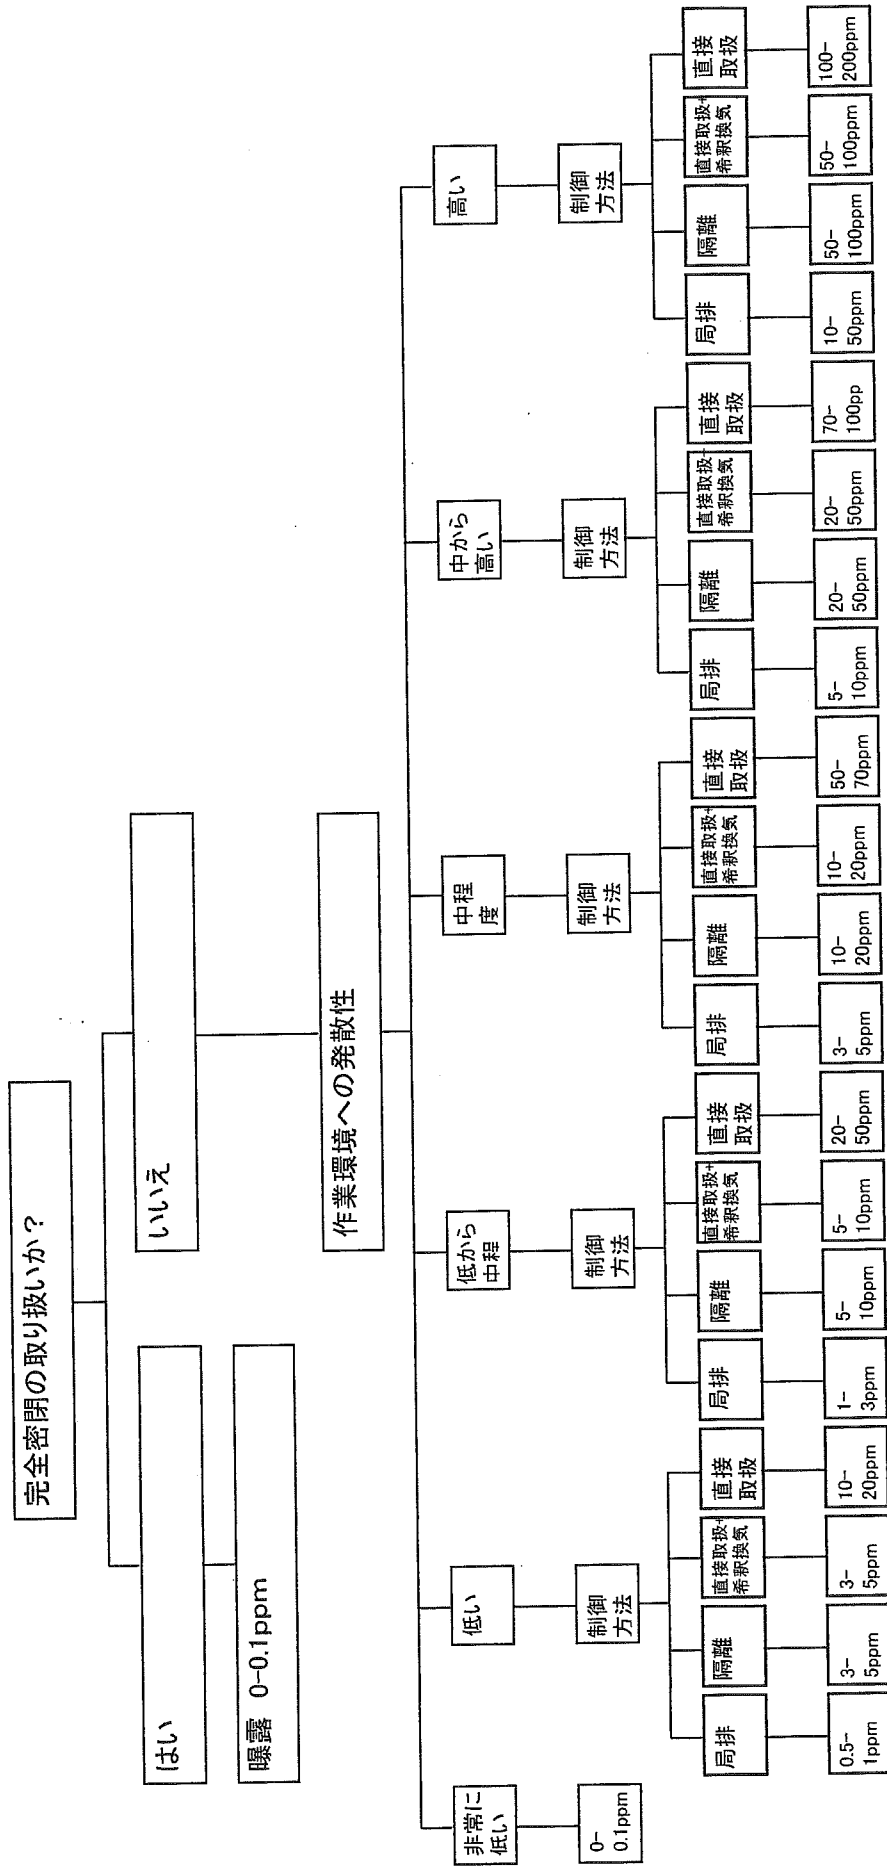 完全密閉の取り扱いか？
はい
いいえ
曝露 0-0.1ppm
作業環境への発散性
非常に
低い
低い
低から
中程
中程
度
中から
高い
高い
0-
0.1ppm
制御
方法
制御
方法
制御
方法
制御
方法
制御
方法
局排
隔離
直接取扱+
希釈換気
直接
取扱
局排
隔離
直接取扱+
希釈換気
直接
取扱
局排
隔離
直接取扱+
希釈換気
直接
取扱
局排
隔離
直接取扱+
希釈換気
直接
取扱
局排
隔離
直接取扱+
希釈換気
直接
取扱
0.5-
1ppm
3-
5ppm
3-
5ppm
10-
20ppm
1-
3ppm
5-
10ppm
5-
10ppm
20-
50ppm
3-
5ppm
10-
20ppm
10-
20ppm
50-
70ppm
5-
10ppm
20-
50ppm
20-
50ppm
70-
100pp
10-
50ppm
50-
100ppm
50-
100ppm
100-
200ppm